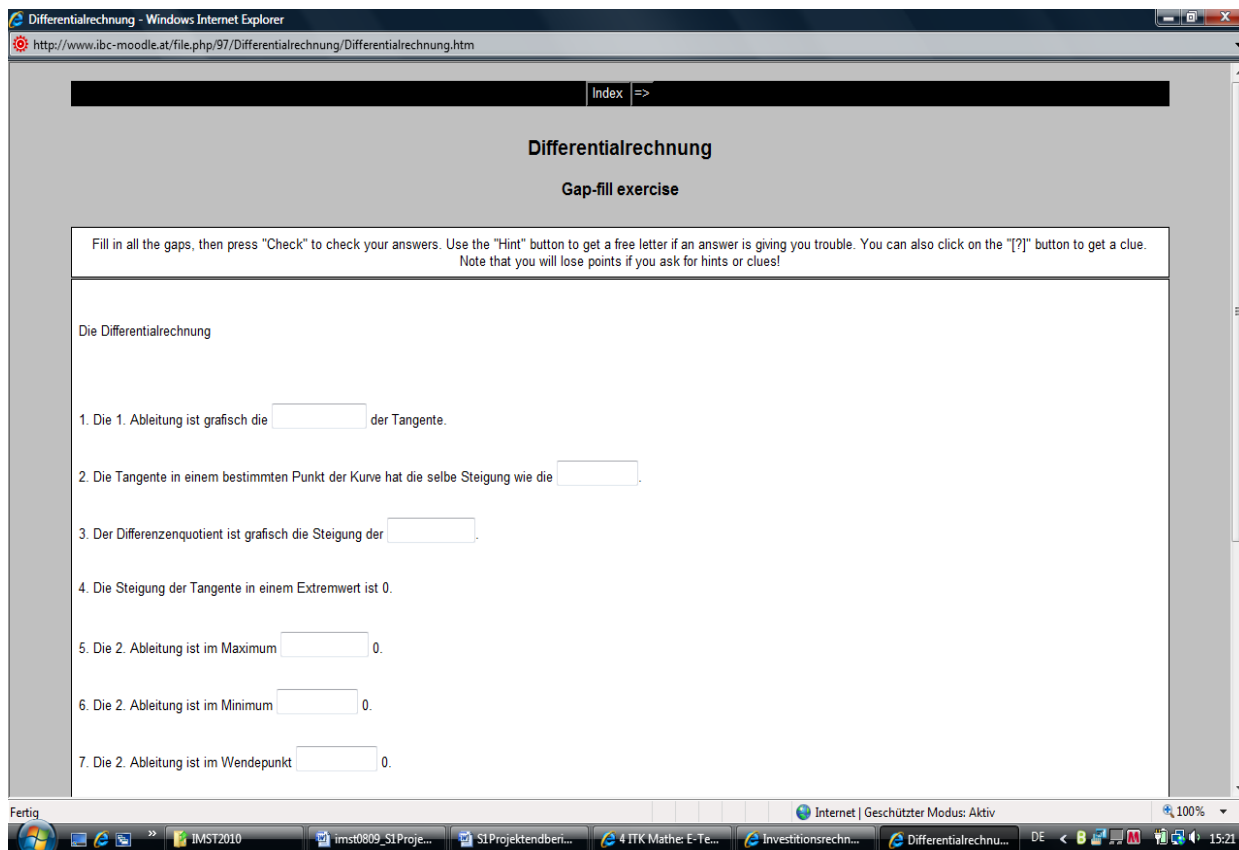 Differentialrechnung - Windows Internet Explorer
http://www.ibc-moodle.at/file.php/97/Differentialrechnung/Differentialrechnung.htm
Index =>
Differentialrechnung
Gap-fill exercise
Fill in all the gaps, then press "Check" to check your answers. Use the "Hint" button to get a free letter if an answer is giving you trouble. You can also click on the "[?]" button to get a clue.
Note that you will lose points if you ask for hints or clues!
Die Differentialrechnung
1. Die 1. Ableitung ist grafisch die der Tangente.
2. Die Tangente in einem bestimmten Punkt der Kurve hat die selbe Steigung wie die .
3. Der Differenzenquotient ist grafisch die Steigung der .
4. Die Steigung der Tangente in einem Extremwert ist 0.
5. Die 2. Ableitung ist im Maximum 0.
6. Die 2. Ableitung ist im Minimum 0.
7. Die 2. Ableitung ist im Wendepunkt 0.
Fertig Internet | Geschützter Modus: Aktiv 100%
IMST2010 imst0809_S1Proje... S1Projektendberi... 4 ITK Mathe: E-Te... Investitionsrechn... Differentialrechnu... DE 15:21